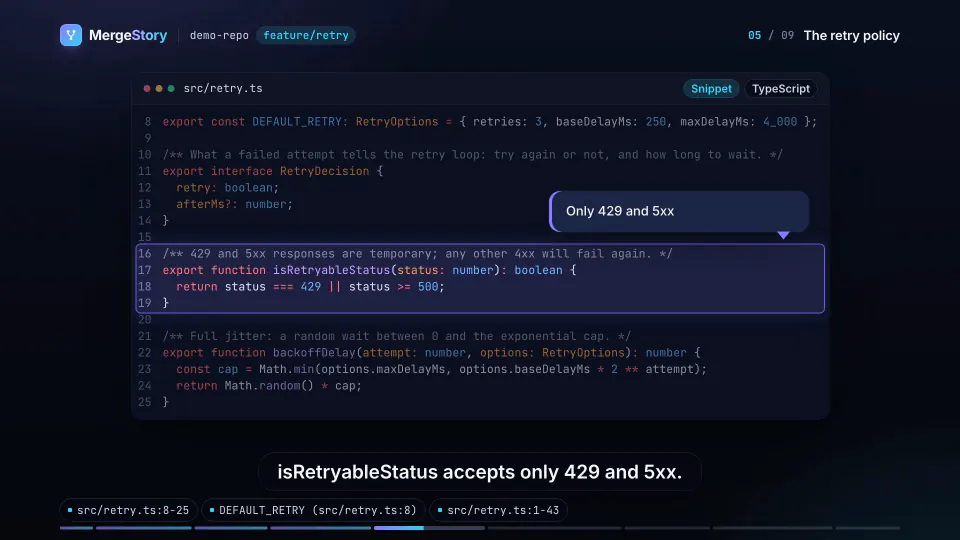 MergeStory demo-repo feature/retry 05 / 09 The retry policy
src/retry.ts Snippet TypeScript
8 export const DEFAULT_RETRY: RetryOptions = { retries: 3, baseDelayMs: 250, maxDelayMs: 4_000 };
9
10 /** What a failed attempt tells the retry loop: try again or not, and how long to wait. */
11 export interface RetryDecision {
12   retry: boolean;
13   afterMs?: number;
14 }
Only 429 and 5xx
15
16 /** 429 and 5xx responses are temporary; any other 4xx will fail again. */
17 export function isRetryableStatus(status: number): boolean {
18   return status === 429 || status >= 500;
19 }
20
21 /** Full jitter: a random wait between 0 and the exponential cap. */
22 export function backoffDelay(attempt: number, options: RetryOptions): number {
23   const cap = Math.min(options.maxDelayMs, options.baseDelayMs * 2 ** attempt);
24   return Math.random() * cap;
25 }
isRetryableStatus accepts only 429 and 5xx.
src/retry.ts:8-25 DEFAULT_RETRY (src/retry.ts:8) src/retry.ts:1-43